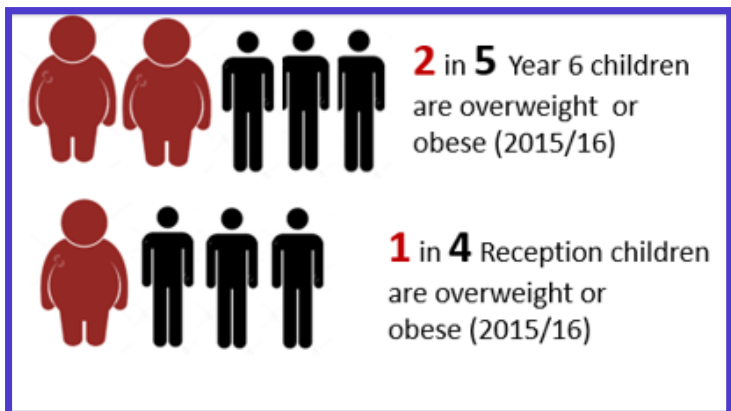 2 in 5 Year 6 children
are overweight or
obese (2015/16)
1 in 4 Reception children
are overweight or
obese (2015/16)